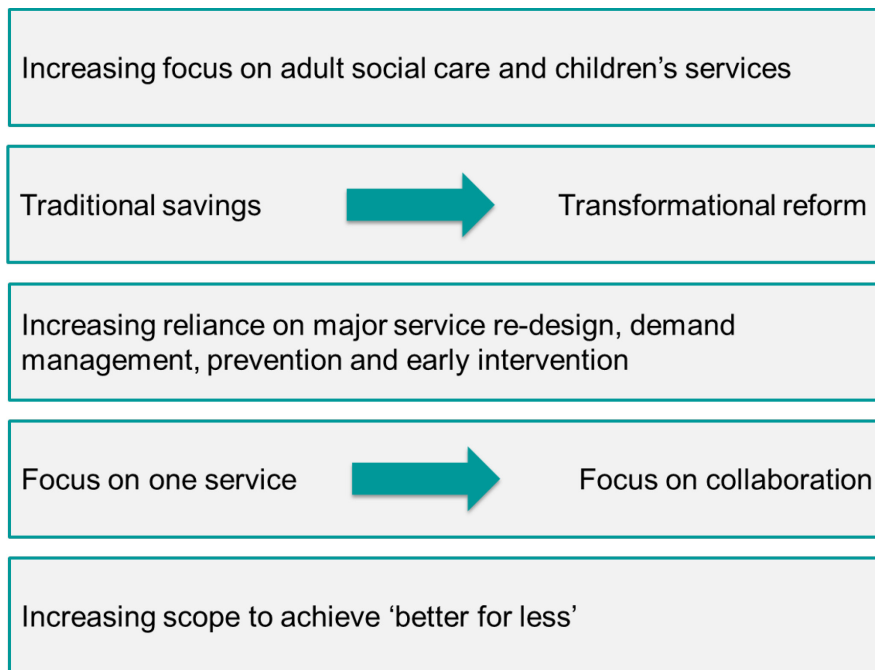 Increasing focus on adult social care and children’s services
Traditional savings
Transformational reform
Increasing reliance on major service re-design, demand
management, prevention and early intervention
Focus on one service
Focus on collaboration
Increasing scope to achieve ‘better for less’